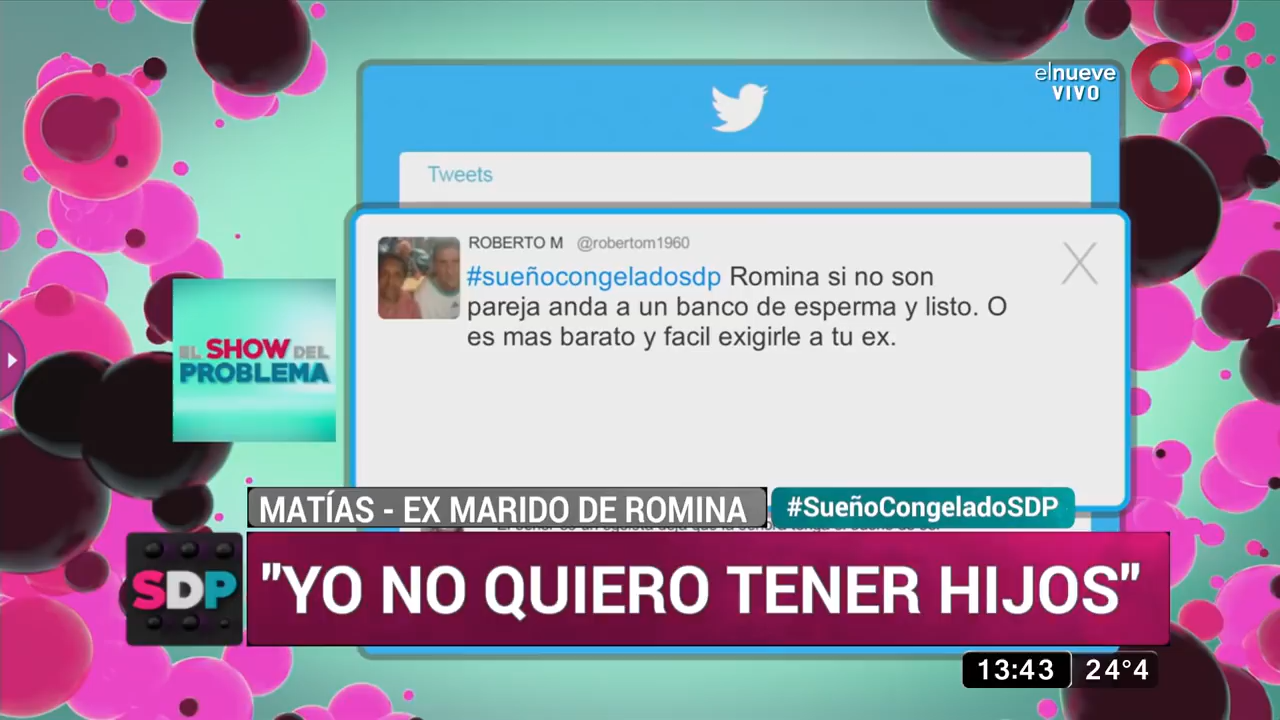 elnueve
VIVO
Tweets
ROBERTO M @robertom1960
#sueñocongeladosdp Romina si no son
pareja anda a un banco de esperma y listo. O
es mas barato y facil exigirle a tu ex.
EL SHOW DEL
PROBLEMA
MATÍAS - EX MARIDO DE ROMINA
#SueñoCongeladoSDP
SDP
"YO NO QUIERO TENER HIJOS"
13:43 24°4